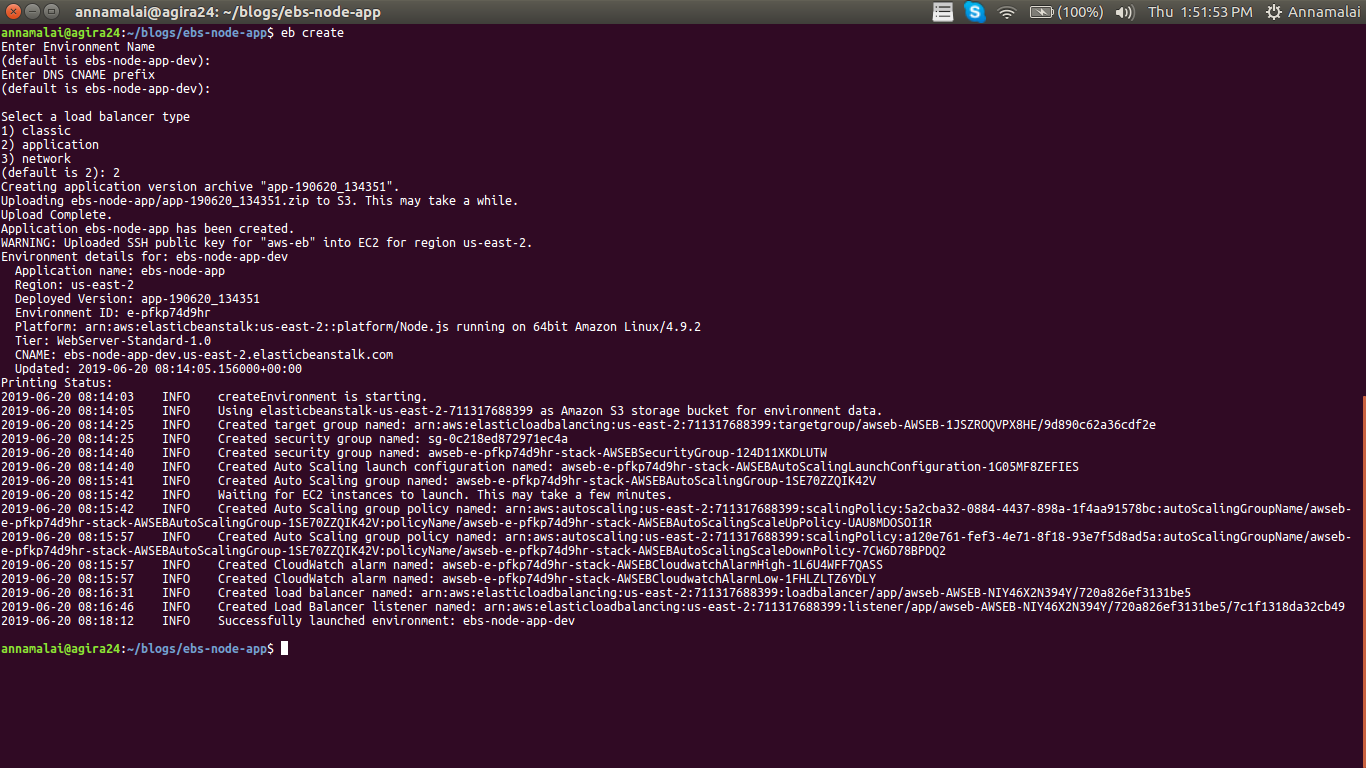 annamalai@agira24: ~/blogs/ebs-node-app
(100%) Thu 1:51:53 PM Annamalai
annamalai@agira24:~/blogs/ebs-node-app$ eb create
Enter Environment Name
(default is ebs-node-app-dev):
Enter DNS CNAME prefix
(default is ebs-node-app-dev):
Select a load balancer type
1) classic
2) application
3) network
(default is 2): 2
Creating application version archive "app-190620_134351".
Uploading ebs-node-app/app-190620_134351.zip to S3. This may take a while.
Upload Complete.
Application ebs-node-app has been created.
WARNING: Uploaded SSH public key for "aws-eb" into EC2 for region us-east-2.
Environment details for: ebs-node-app-dev
  Application name: ebs-node-app
  Region: us-east-2
  Deployed Version: app-190620_134351
  Environment ID: e-pfkp74d9hr
  Platform: arn:aws:elasticbeanstalk:us-east-2::platform/Node.js running on 64bit Amazon Linux/4.9.2
  Tier: WebServer-Standard-1.0
  CNAME: ebs-node-app-dev.us-east-2.elasticbeanstalk.com
  Updated: 2019-06-20 08:14:05.156000+00:00
Printing Status:
2019-06-20 08:14:03    INFO    createEnvironment is starting.
2019-06-20 08:14:05    INFO    Using elasticbeanstalk-us-east-2-711317688399 as Amazon S3 storage bucket for environment data.
2019-06-20 08:14:25    INFO    Created target group named: arn:aws:elasticloadbalancing:us-east-2:711317688399:targetgroup/awseb-AWSEB-1JSZROQVPX8HE/9d890c62a36cdf2e
2019-06-20 08:14:25    INFO    Created security group named: sg-0c218ed872971ec4a
2019-06-20 08:14:40    INFO    Created security group named: awseb-e-pfkp74d9hr-stack-AWSEBSecurityGroup-124D11XKDLUTW
2019-06-20 08:14:40    INFO    Created Auto Scaling launch configuration named: awseb-e-pfkp74d9hr-stack-AWSEBAutoScalingLaunchConfiguration-1G05MF8ZEFIES
2019-06-20 08:15:41    INFO    Created Auto Scaling group named: awseb-e-pfkp74d9hr-stack-AWSEBAutoScalingGroup-1SE70ZZQIK42V
2019-06-20 08:15:42    INFO    Waiting for EC2 instances to launch. This may take a few minutes.
2019-06-20 08:15:42    INFO    Created Auto Scaling group policy named: arn:aws:autoscaling:us-east-2:711317688399:scalingPolicy:5a2cba32-0884-4437-898a-1f4aa91578bc:autoScalingGroupName/awseb-
e-pfkp74d9hr-stack-AWSEBAutoScalingGroup-1SE70ZZQIK42V:policyName/awseb-e-pfkp74d9hr-stack-AWSEBAutoScalingScaleUpPolicy-UAU8MDOSOI1R
2019-06-20 08:15:57    INFO    Created Auto Scaling group policy named: arn:aws:autoscaling:us-east-2:711317688399:scalingPolicy:a120e761-fef3-4e71-8f18-93e7f5d8ad5a:autoScalingGroupName/awseb-
e-pfkp74d9hr-stack-AWSEBAutoScalingGroup-1SE70ZZQIK42V:policyName/awseb-e-pfkp74d9hr-stack-AWSEBAutoScalingScaleDownPolicy-7CW6D78BPDQ2
2019-06-20 08:15:57    INFO    Created CloudWatch alarm named: awseb-e-pfkp74d9hr-stack-AWSEBCloudwatchAlarmHigh-1L6U4WFF7QASS
2019-06-20 08:15:57    INFO    Created CloudWatch alarm named: awseb-e-pfkp74d9hr-stack-AWSEBCloudwatchAlarmLow-1FHLZLTZ6YDLY
2019-06-20 08:16:31    INFO    Created load balancer named: arn:aws:elasticloadbalancing:us-east-2:711317688399:loadbalancer/app/awseb-AWSEB-NIY46X2N394Y/720a826ef3131be5
2019-06-20 08:16:46    INFO    Created Load Balancer listener named: arn:aws:elasticloadbalancing:us-east-2:711317688399:listener/app/awseb-AWSEB-NIY46X2N394Y/720a826ef3131be5/7c1f1318da32cb49
2019-06-20 08:18:12    INFO    Successfully launched environment: ebs-node-app-dev
annamalai@agira24:~/blogs/ebs-node-app$